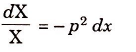 dX/X = − p² dx